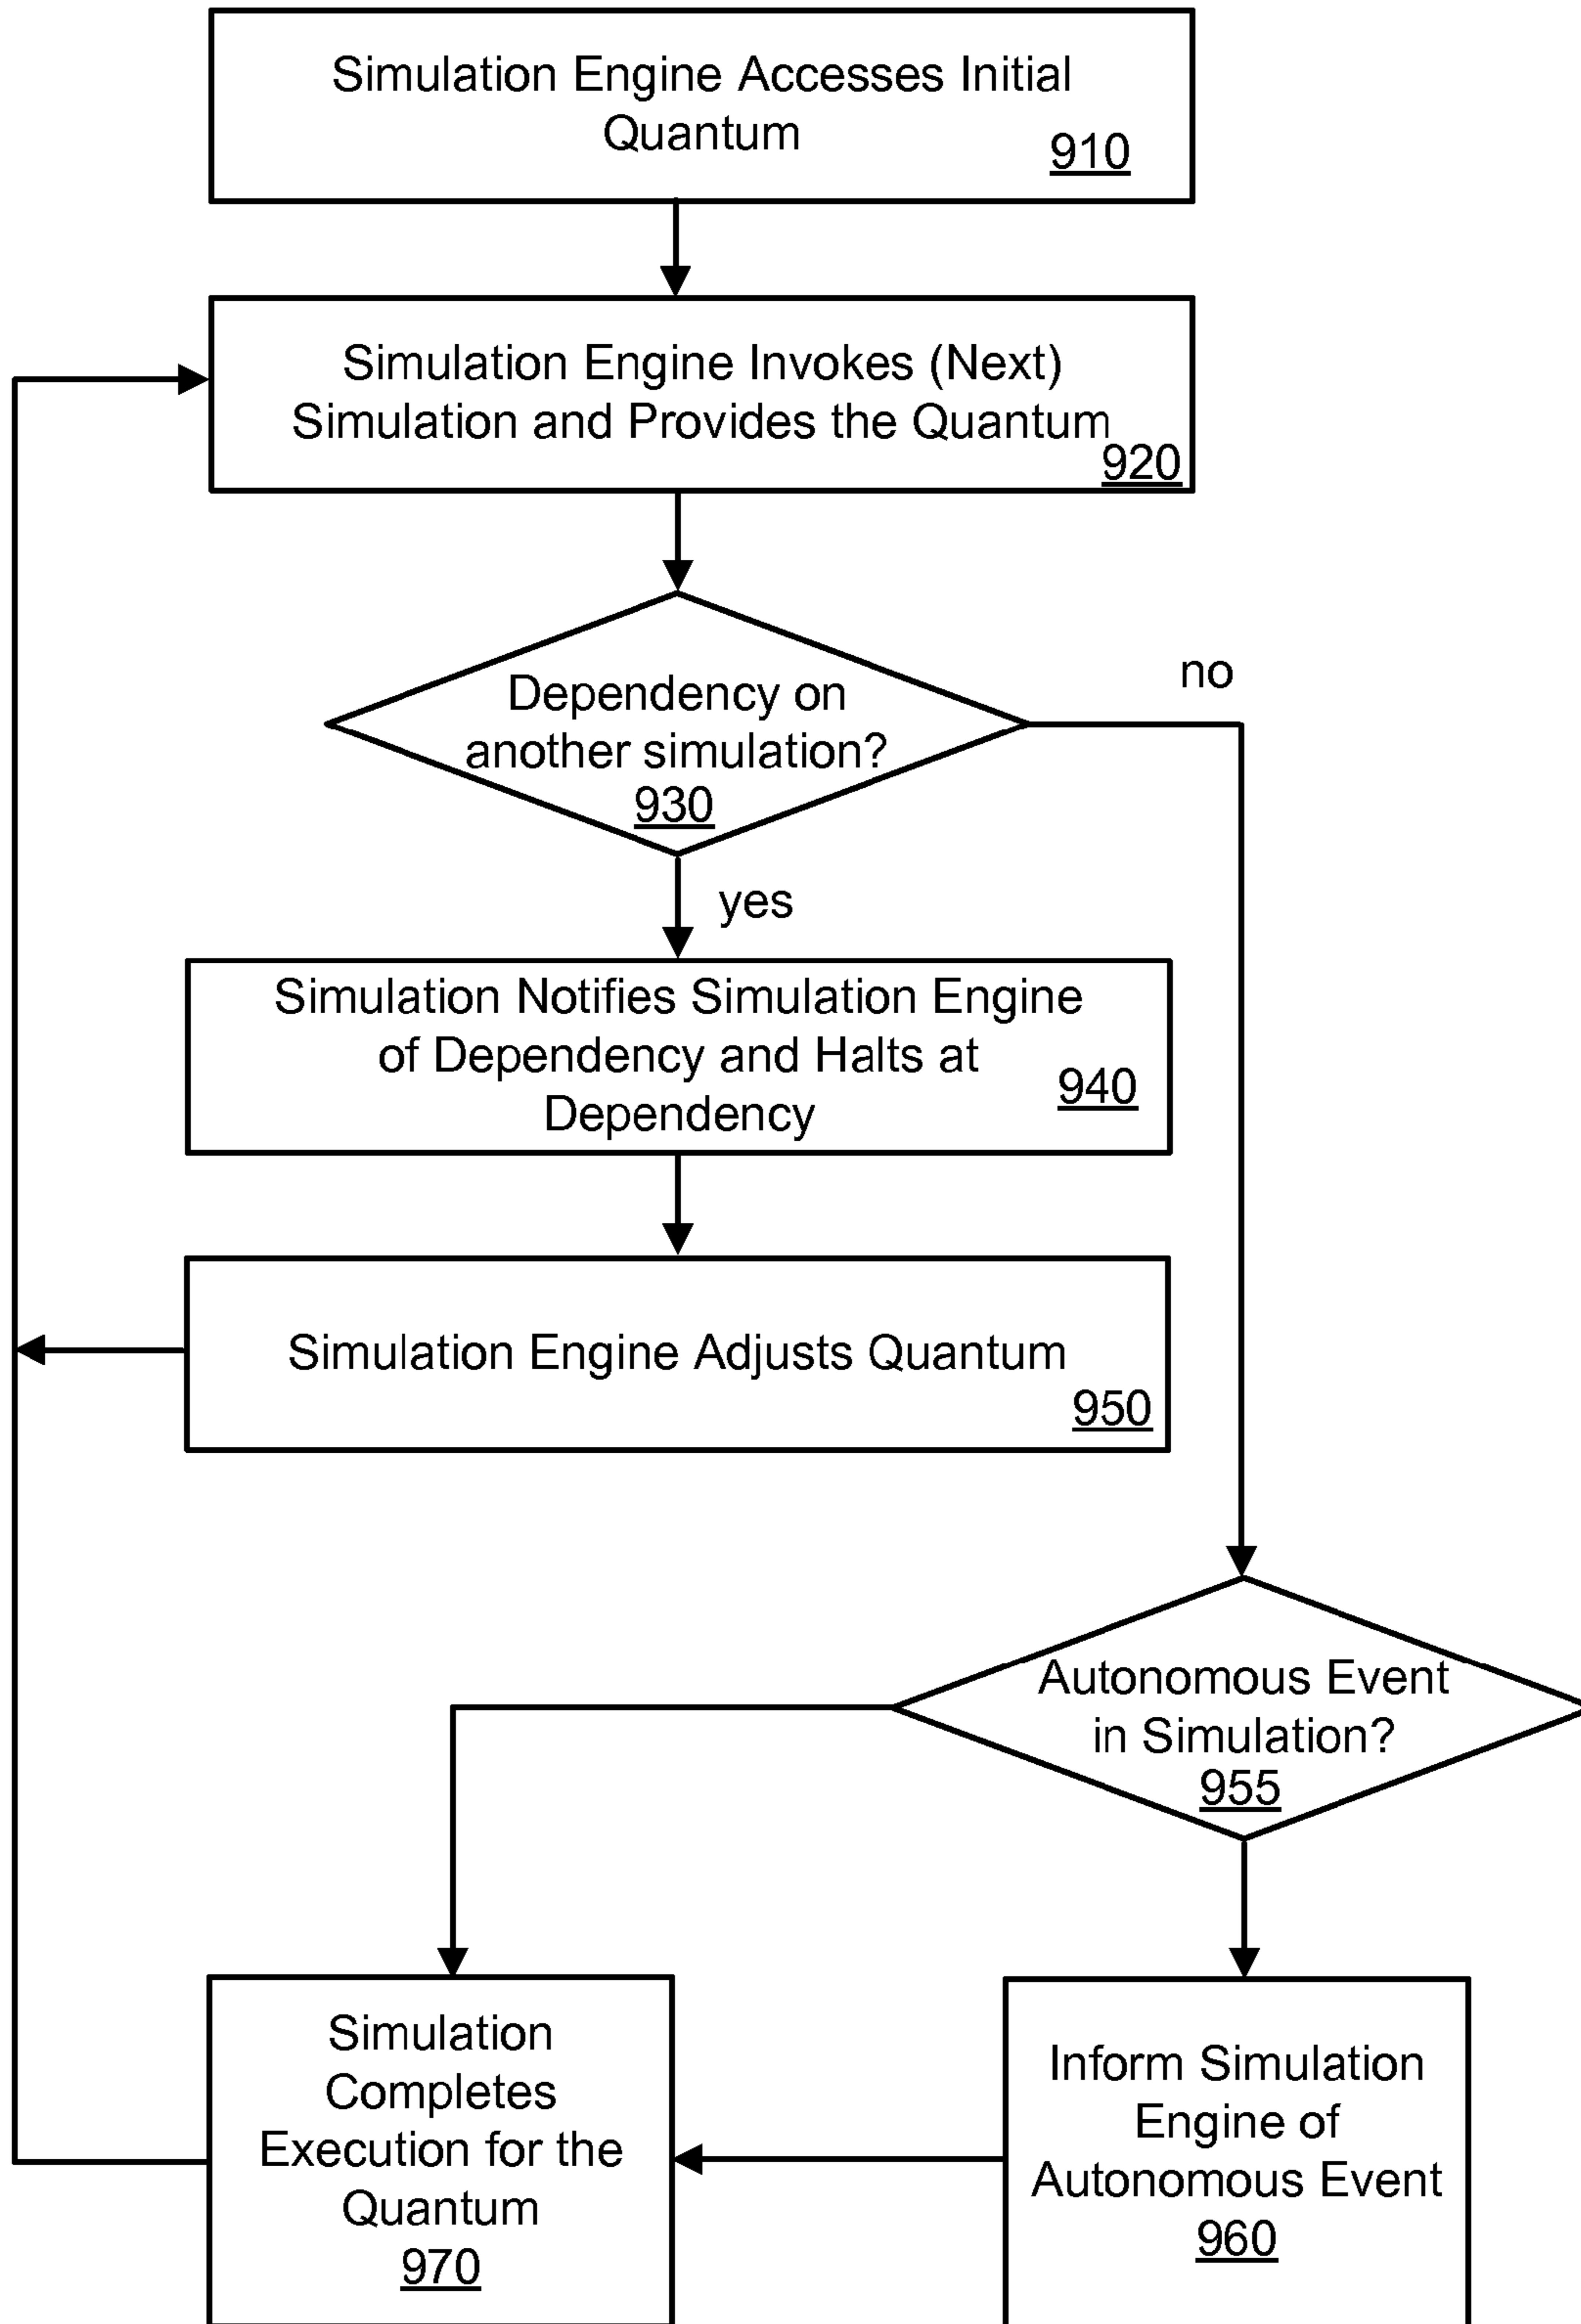 Simulation Engine Accesses Initial
Quantum
910
Simulation Engine Invokes (Next)
Simulation and Provides the Quantum
920
Dependency on
another simulation?
930
no
yes
Simulation Notifies Simulation Engine
of Dependency and Halts at
Dependency
940
Simulation Engine Adjusts Quantum
950
Autonomous Event
in Simulation?
955
Simulation
Completes
Execution for the
Quantum
970
Inform Simulation
Engine of
Autonomous Event
960